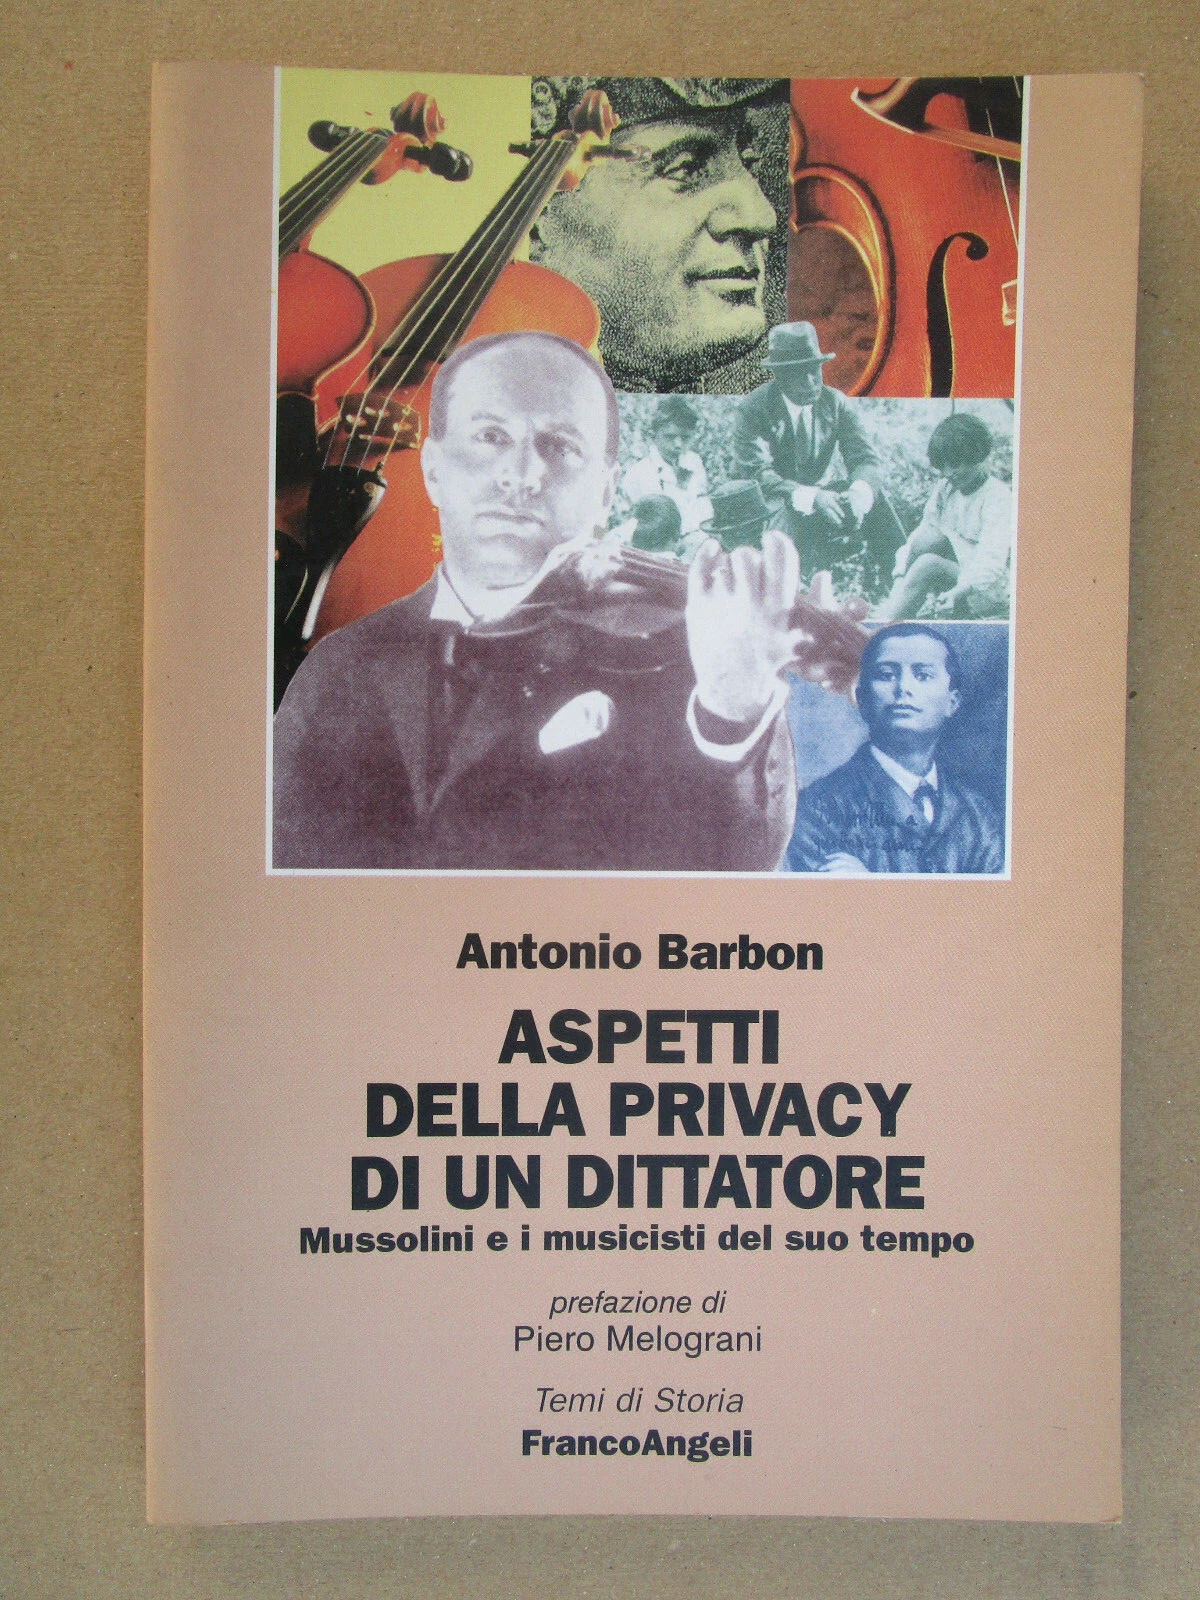 Antonio Barbon
ASPETTI
DELLA PRIVACY
DI UN DITTATORE
Mussolini e i musicisti del suo tempo
prefazione di
Piero Melograni
Temi di Storia
FrancoAngeli